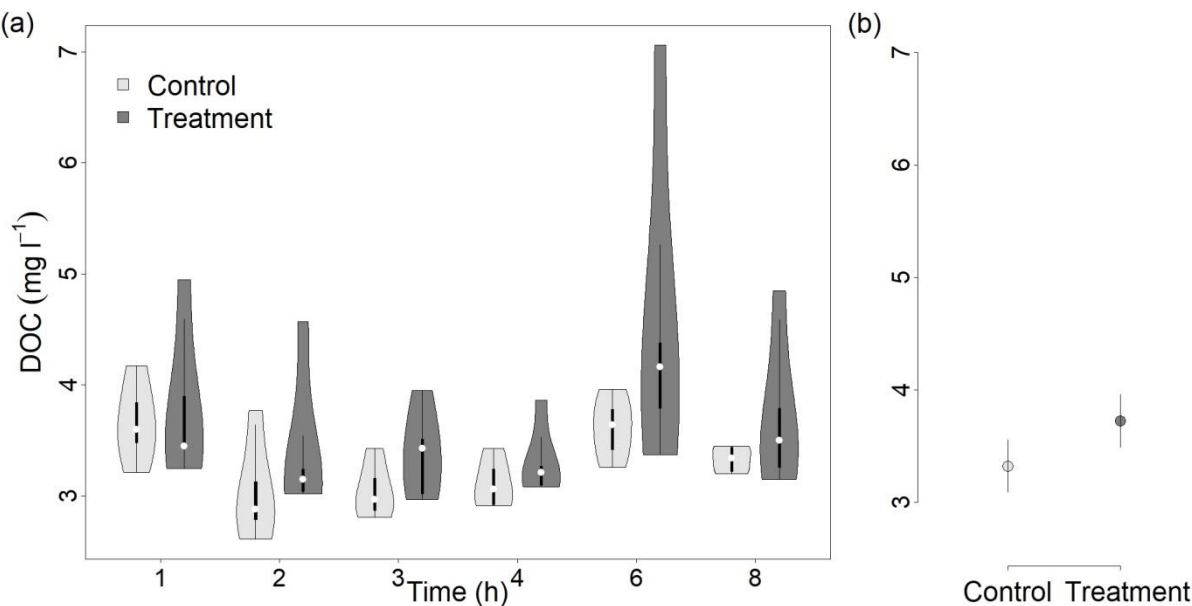 (a)
7
6
5
4
3
DOC (mg l⁻¹)
Control
Treatment
1 2 3 4 6 8
Time (h)
(b)
7
6
5
4
3
Control Treatment